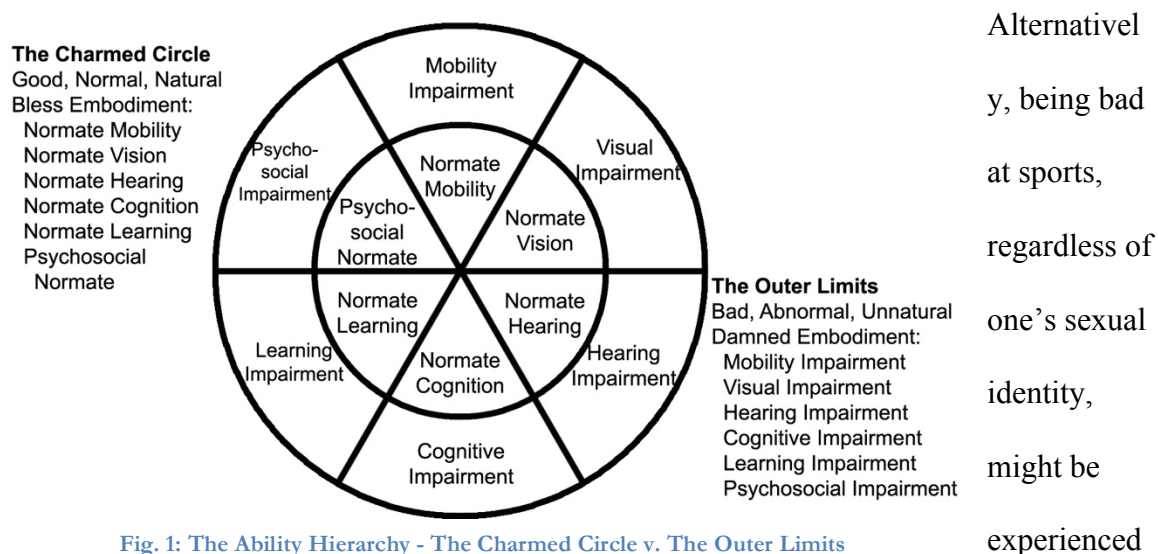 The Charmed Circle
Good, Normal, Natural
Bless Embodiment:
Normate Mobility
Normate Vision
Normate Hearing
Normate Cognition
Normate Learning
Psychosocial
Normate
Mobility
Impairment
Visual
Impairment
Hearing
Impairment
Cognitive
Impairment
Learning
Impairment
Psycho-
social
Impairment
Normate
Mobility
Normate
Vision
Normate
Hearing
Normate
Cognition
Normate
Learning
Psycho-
social
Normate
The Outer Limits
Bad, Abnormal, Unnatural
Damned Embodiment:
Mobility Impairment
Visual Impairment
Hearing Impairment
Cognitive Impairment
Learning Impairment
Psychosocial Impairment
Fig. 1: The Ability Hierarchy - The Charmed Circle v. The Outer Limits
Alternativel
y, being bad
at sports,
regardless of
one’s sexual
identity,
might be
experienced